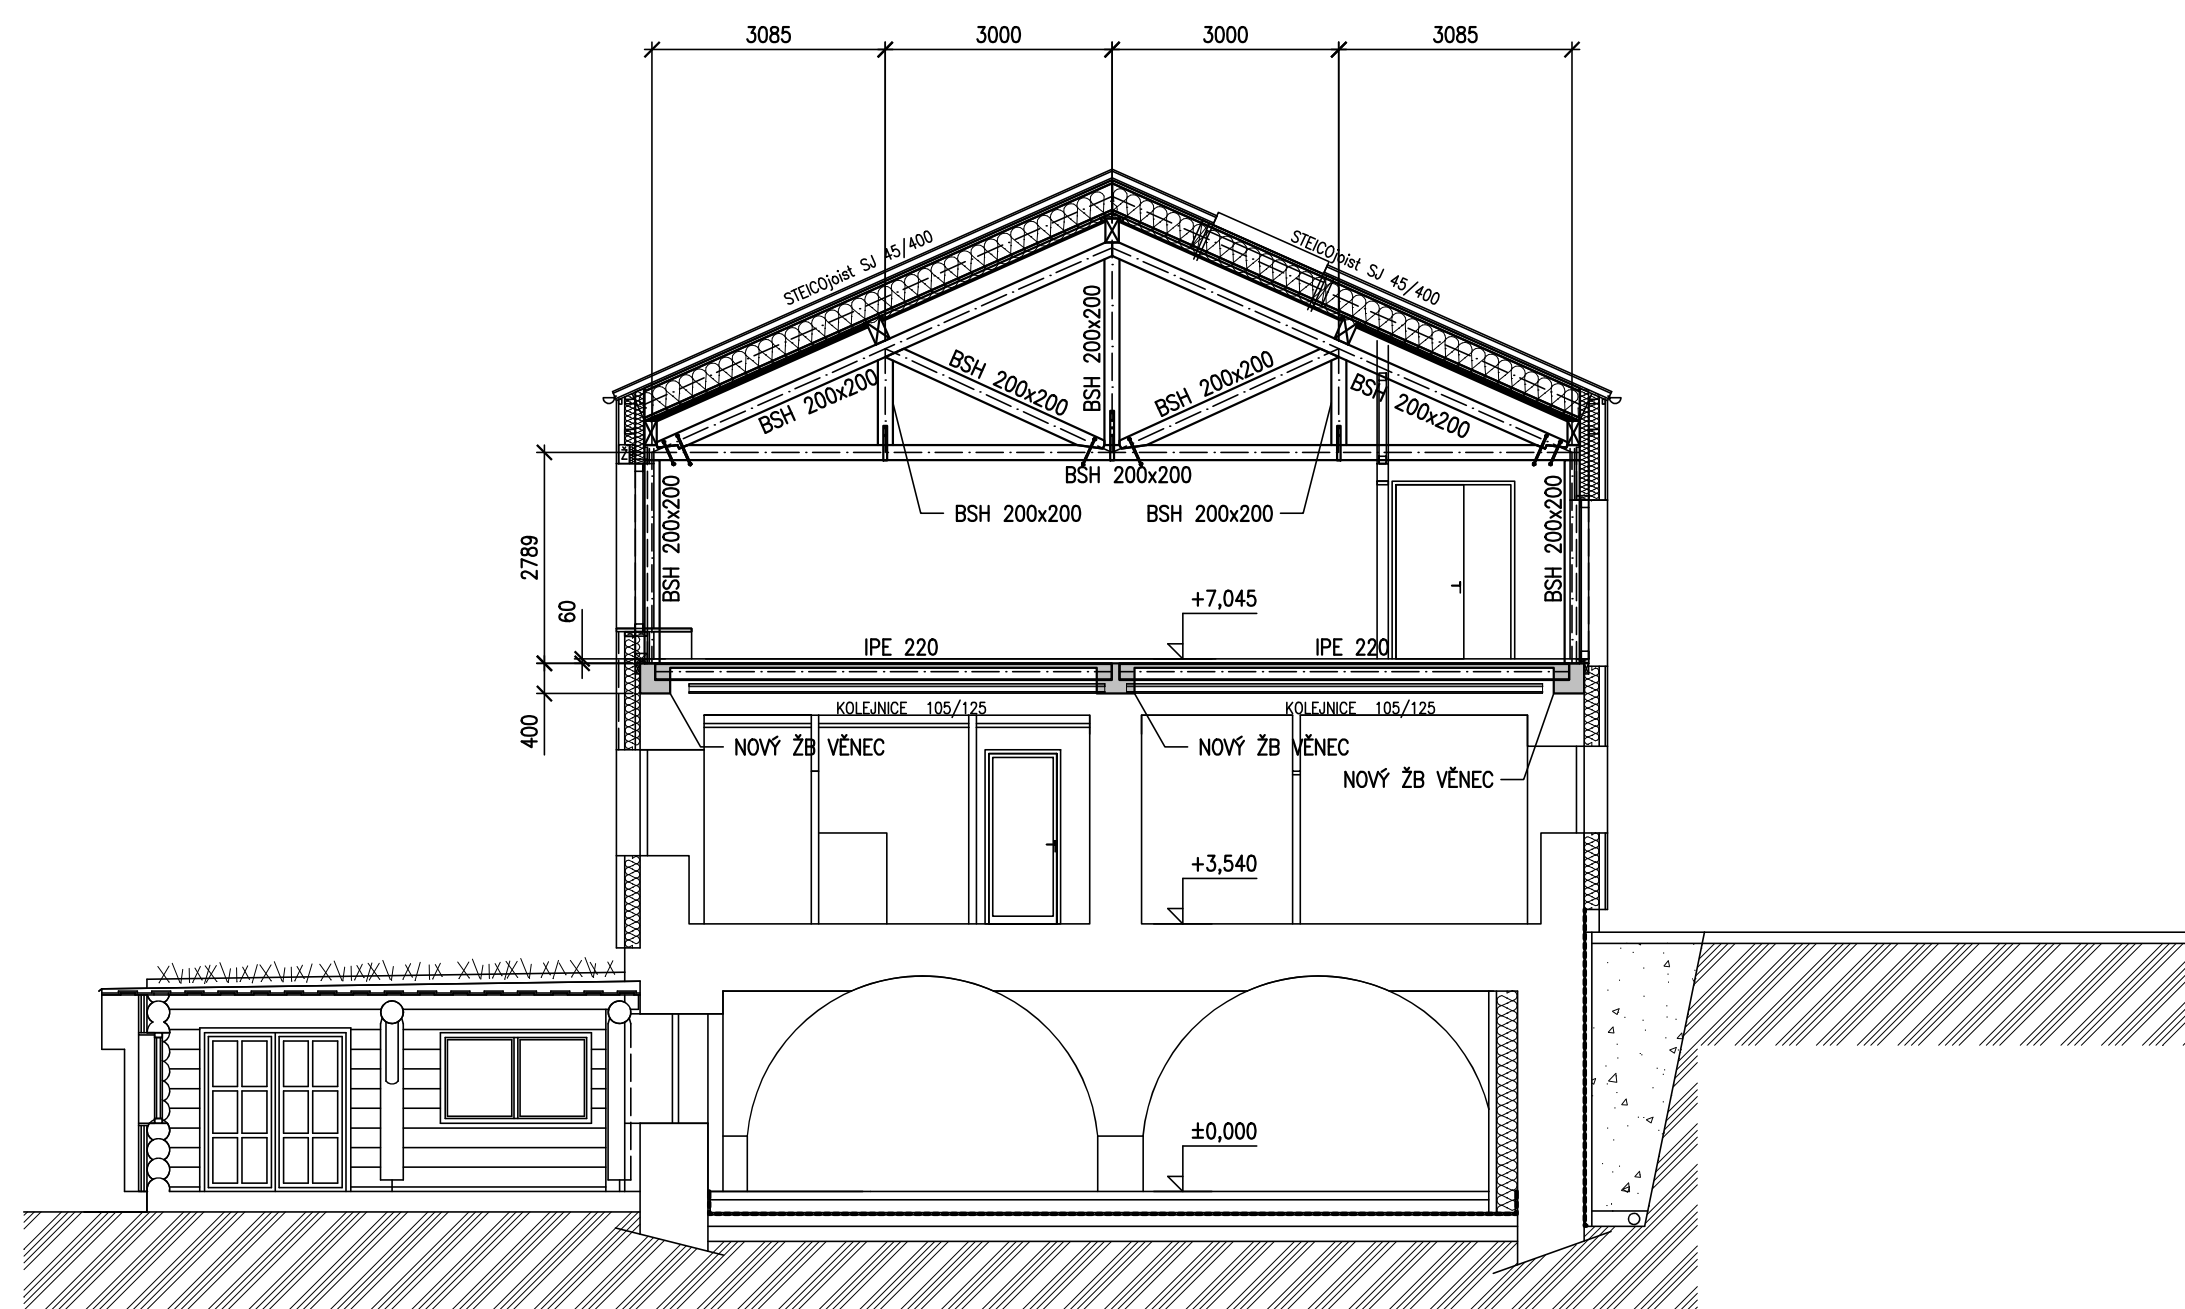 3085 3000 3000 3085
STEICOjoist SJ 45/400
STEICOjoist SJ 45/400
BSH 200x200
BSH 200x200
BSH 200x200
BSH 200x200
BSH 200x200
BSH 200x200
BSH 200x200
BSH 200x200
BSH 200x200
BSH 200x200
2789
60
400
+7,045
IPE 220
IPE 220
KOLEJNICE 105/125
KOLEJNICE 105/125
NOVÝ ŽB VĚNEC
NOVÝ ŽB VĚNEC
NOVÝ ŽB VĚNEC
+3,540
±0,000